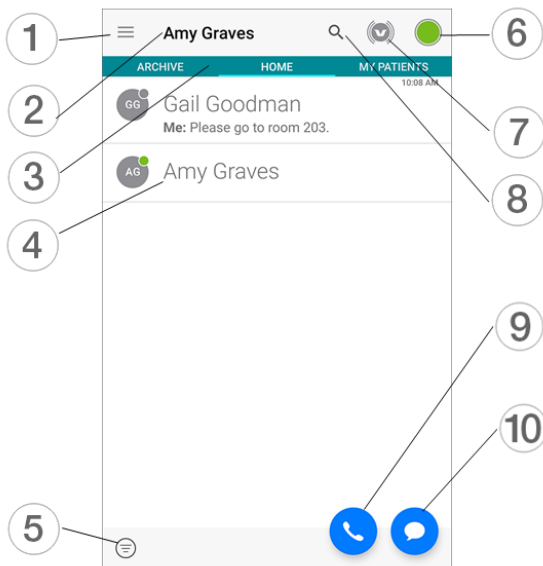 1
Amy Graves
6
ARCHIVE HOME MY PATIENTS
2
10:08 AM
GG Gail Goodman
7
Me: Please go to room 203.
3
AG Amy Graves
8
4
9
10
5